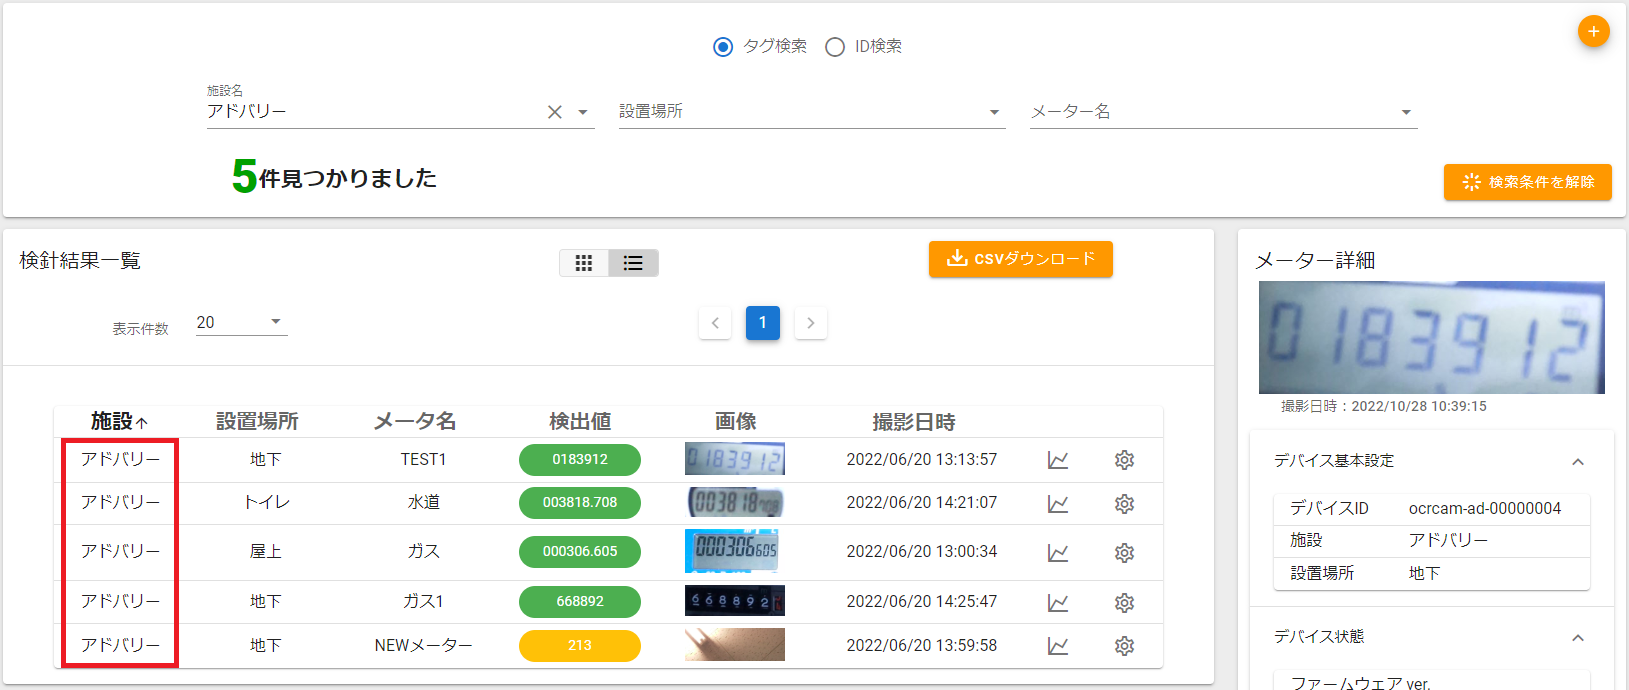 タグ検索 ID検索
+
施設名
アドバリー
設置場所
メーター名
5件見つかりました
検索条件を解除
検針結果一覧
CSVダウンロード
表示件数 20
1
施設 設置場所 メータ名 検出値 画像 撮影日時
アドバリー 地下 TEST1 0183912 0183912 2022/06/20 13:13:57
アドバリー トイレ 水道 003818.708 003818708 2022/06/20 14:21:07
アドバリー 屋上 ガス 000306.605 000306605 2022/06/20 13:00:34
アドバリー 地下 ガス1 668892 668892 2022/06/20 14:25:47
アドバリー 地下 NEWメーター 213 2022/06/20 13:59:58
メーター詳細
0183912
撮影日時：2022/10/28 10:39:15
デバイス基本設定
デバイスID ocrcam-ad-00000004
施設 アドバリー
設置場所 地下
デバイス状態
ファームウェア ver.